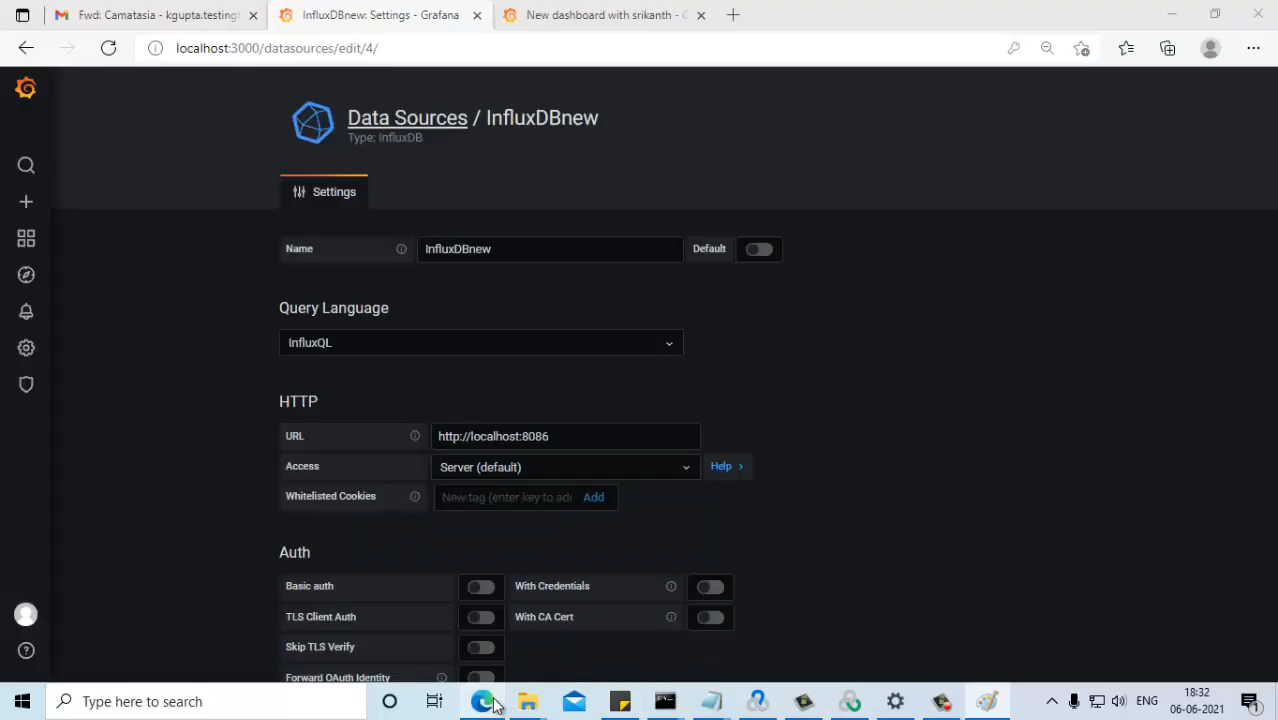 Fwd: Camatasia - kgupta.testing
InfluxDBnew: Settings - Grafana
New dashboard with srikanth - G
localhost:3000/datasources/edit/4/
Data Sources / InfluxDBnew
Type: InfluxDB
Settings
Name InfluxDBnew Default
Query Language
InfluxQL
HTTP
URL http://localhost:8086
Access Server (default) Help >
Whitelisted Cookies New tag (enter key to add Add
Auth
Basic auth With Credentials
TLS Client Auth With CA Cert
Skip TLS Verify
Forward OAuth Identity
Type here to search
ENG
18:32
06-06-2021
1